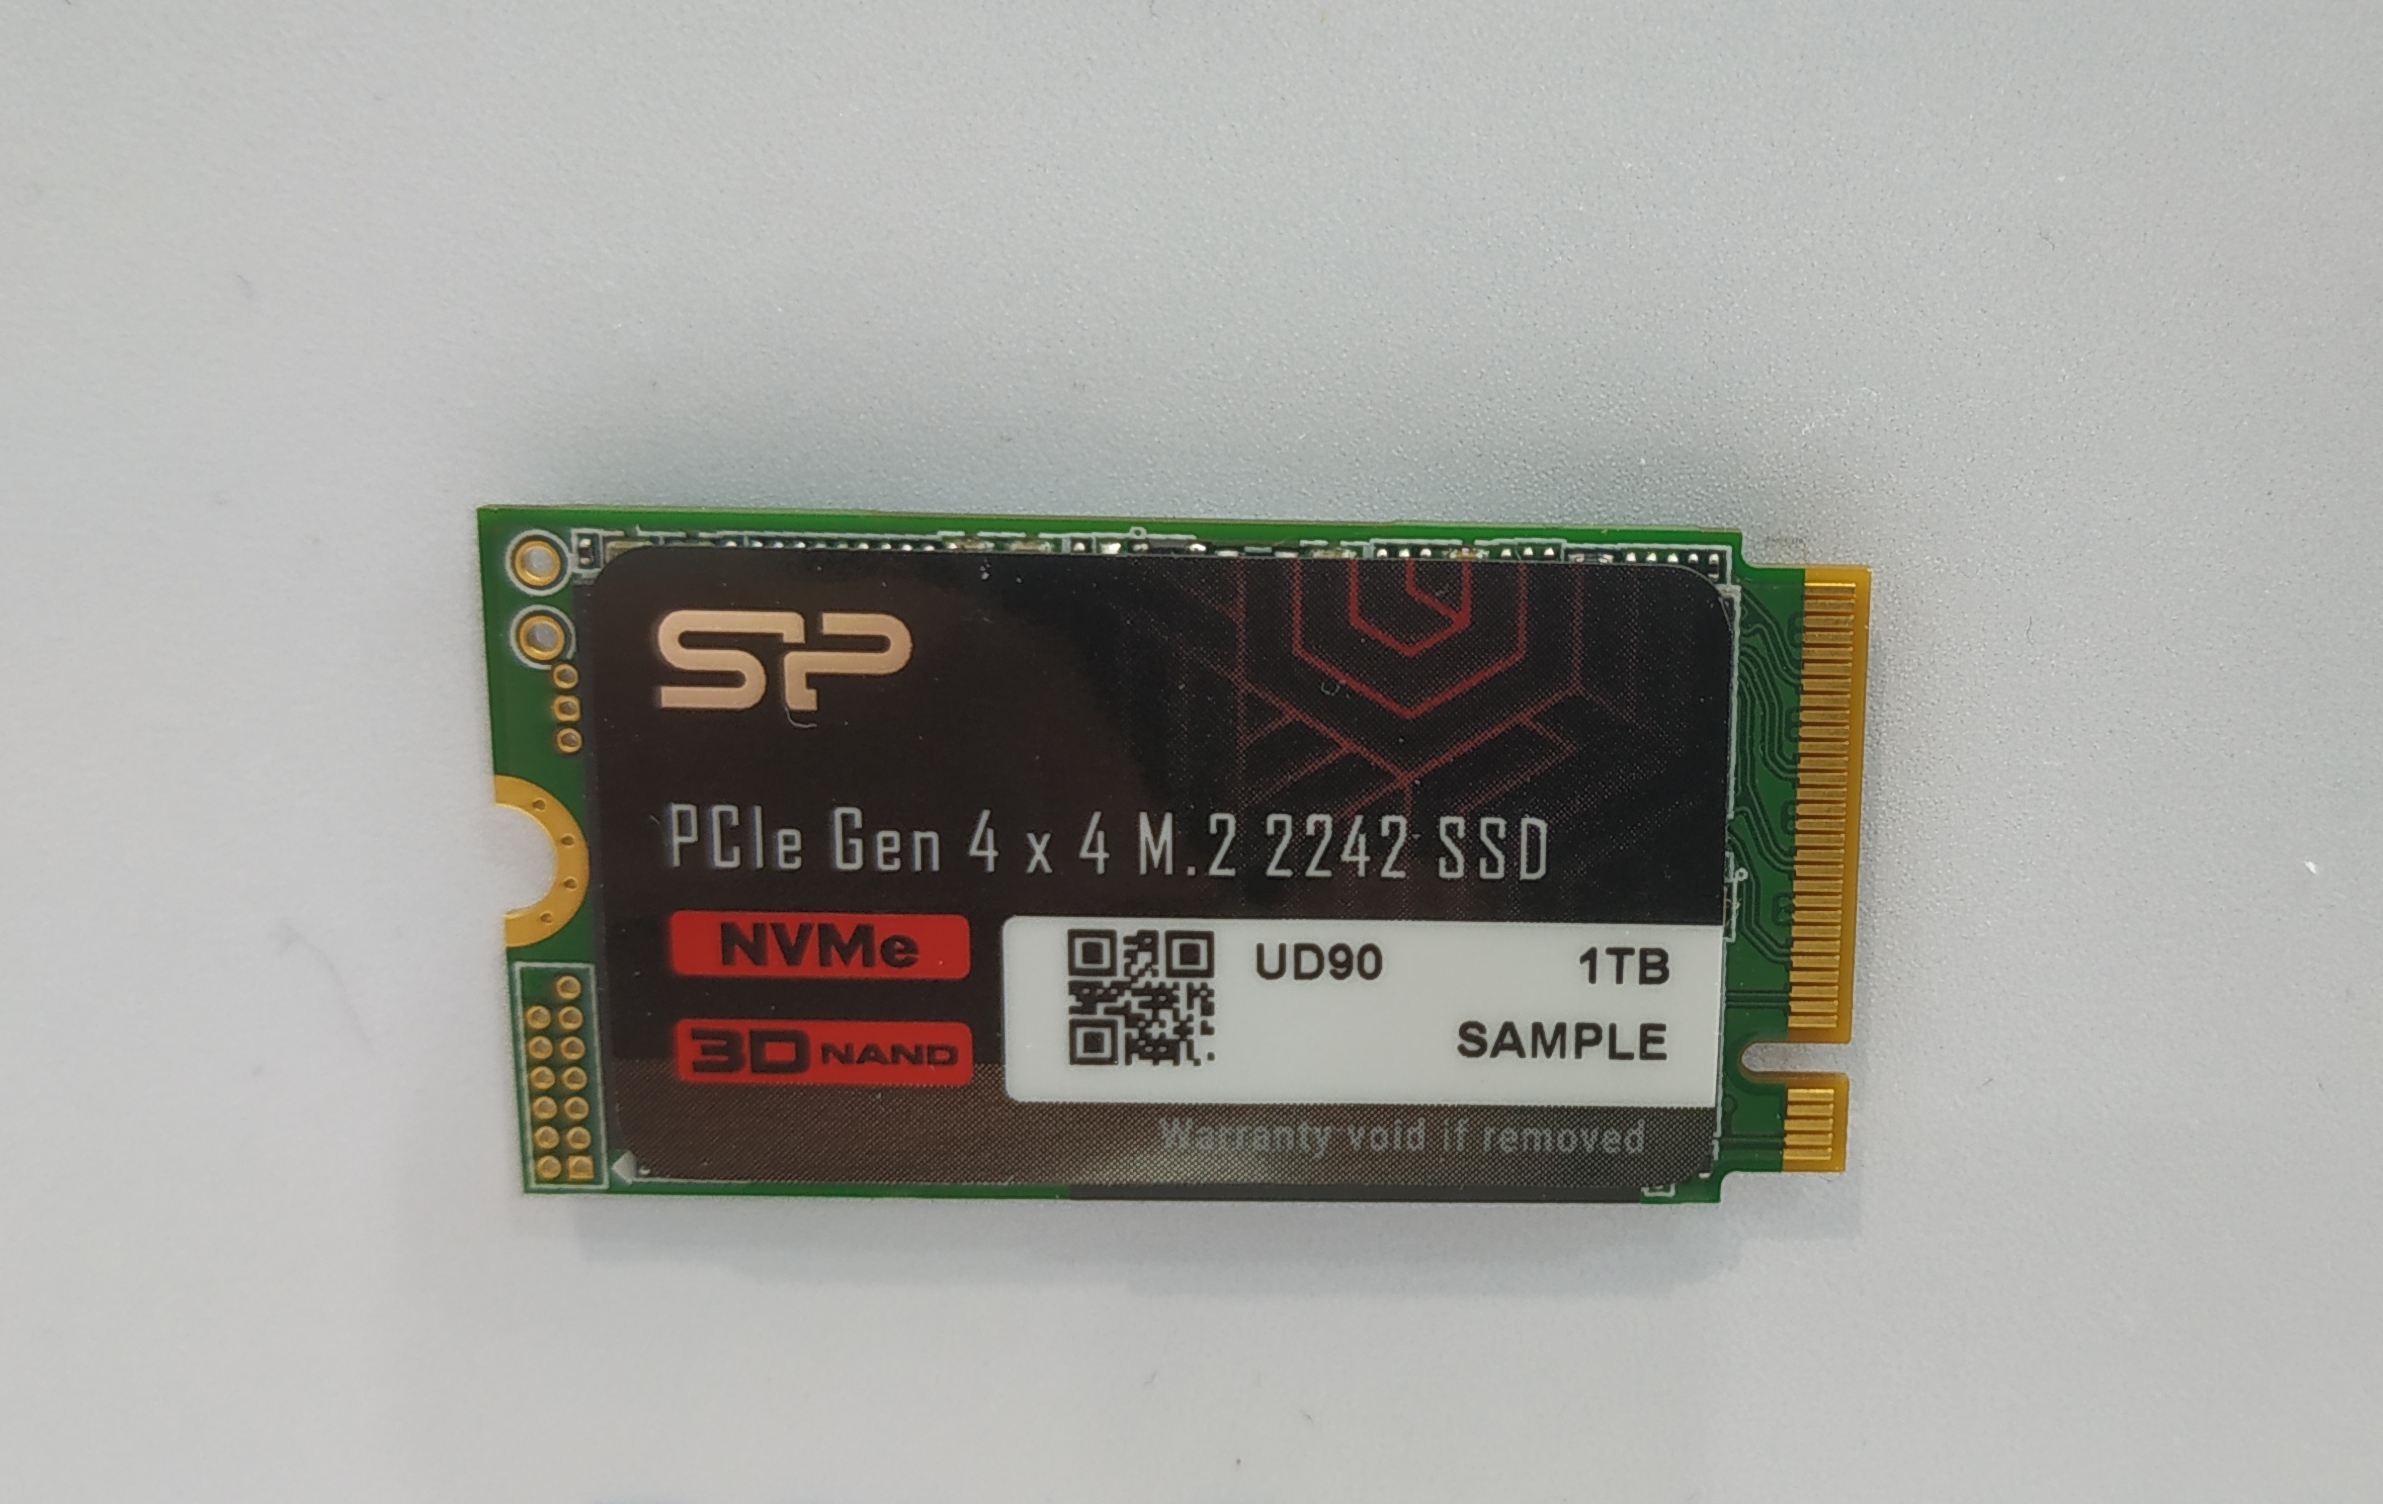 SP
PCIe Gen 4 x 4 M.2 2242 SSD
NVMe
UD90 1TB
3D NAND
SAMPLE
Warranty void if removed